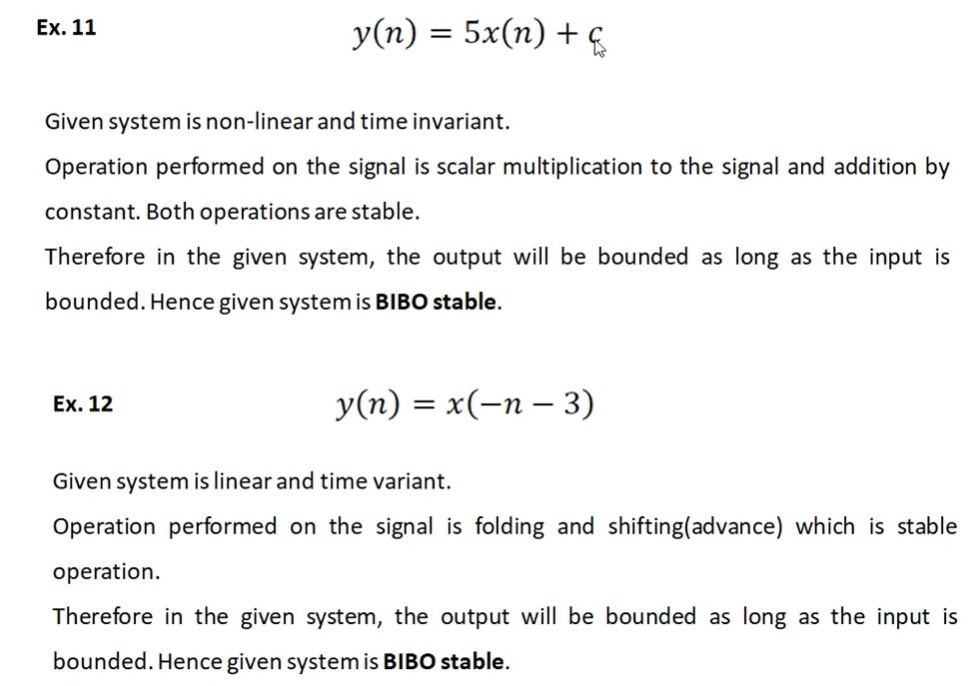 Ex. 11
y(n) = 5x(n) + c
Given system is non-linear and time invariant.
Operation performed on the signal is scalar multiplication to the signal and addition by
constant. Both operations are stable.
Therefore in the given system, the output will be bounded as long as the input is
bounded. Hence given system is BIBO stable.
Ex. 12
y(n) = x(−n − 3)
Given system is linear and time variant.
Operation performed on the signal is folding and shifting(advance) which is stable
operation.
Therefore in the given system, the output will be bounded as long as the input is
bounded. Hence given system is BIBO stable.